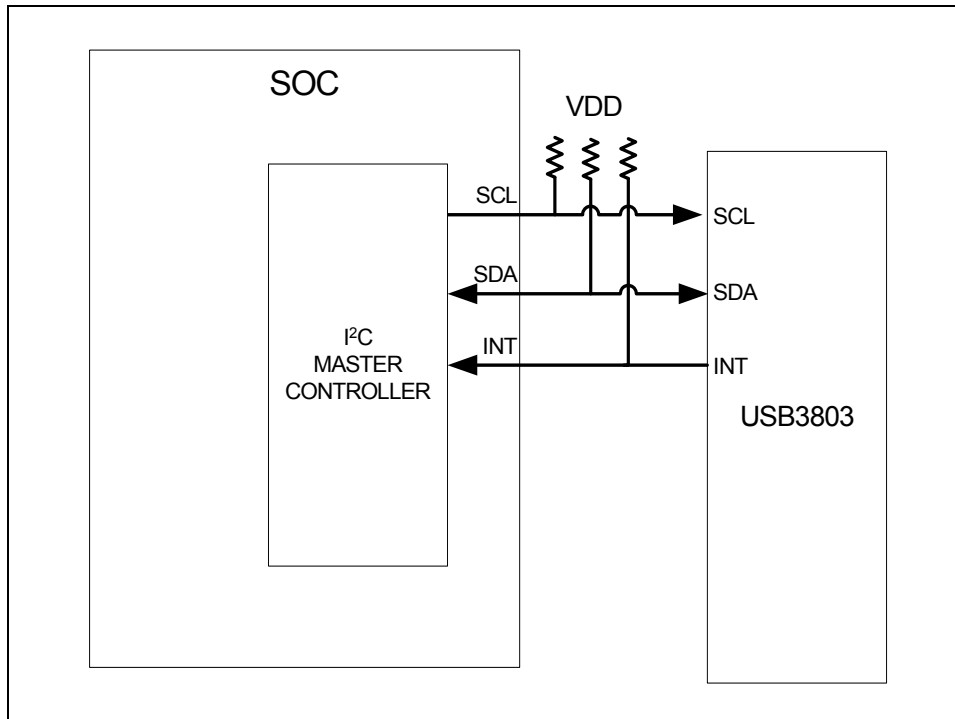 SOC
VDD
SCL
SCL
SDA
SDA
INT
INT
I²C
MASTER
CONTROLLER
USB3803